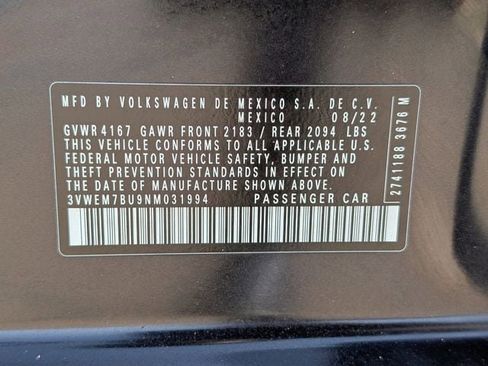 MFD BY VOLKSWAGEN DE MEXICO S.A. DE C.V.
MEXICO 08/22
GVWR 4167 GAWR FRONT 2183 / REAR 2094 LBS
THIS VEHICLE CONFORMS TO ALL APPLICABLE U.S.
FEDERAL MOTOR VEHICLE SAFETY, BUMPER AND
THEFT PREVENTION STANDARDS IN EFFECT ON THE
DATE OF MANUFACTURE SHOWN ABOVE.
3VWEM7BU9NM031994 PASSENGER CAR
2741188 3676 M